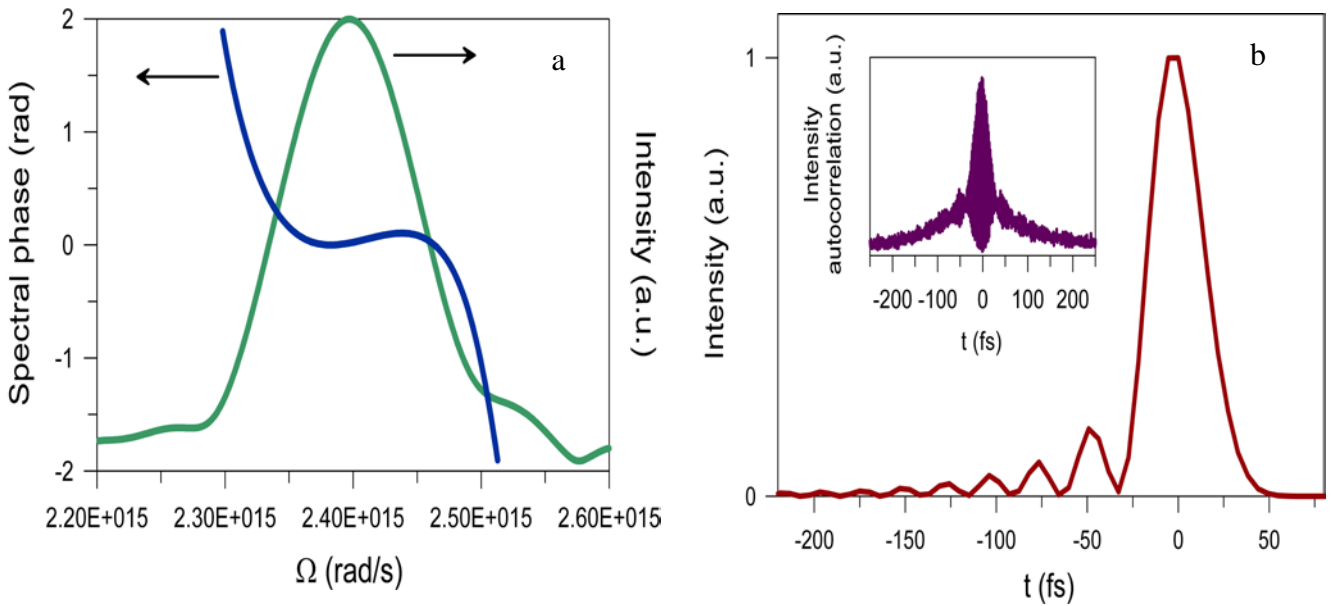 a
Spectral phase (rad)
2
1
0
-1
-2
Intensity (a.u.)
2.20E+015 2.30E+015 2.40E+015 2.50E+015 2.60E+015
Ω (rad/s)
b
Intensity (a.u.)
1
0
Intensity
autocorrelation (a.u.)
-200 -100 0 100 200
t (fs)
-200 -150 -100 -50 0 50
t (fs)